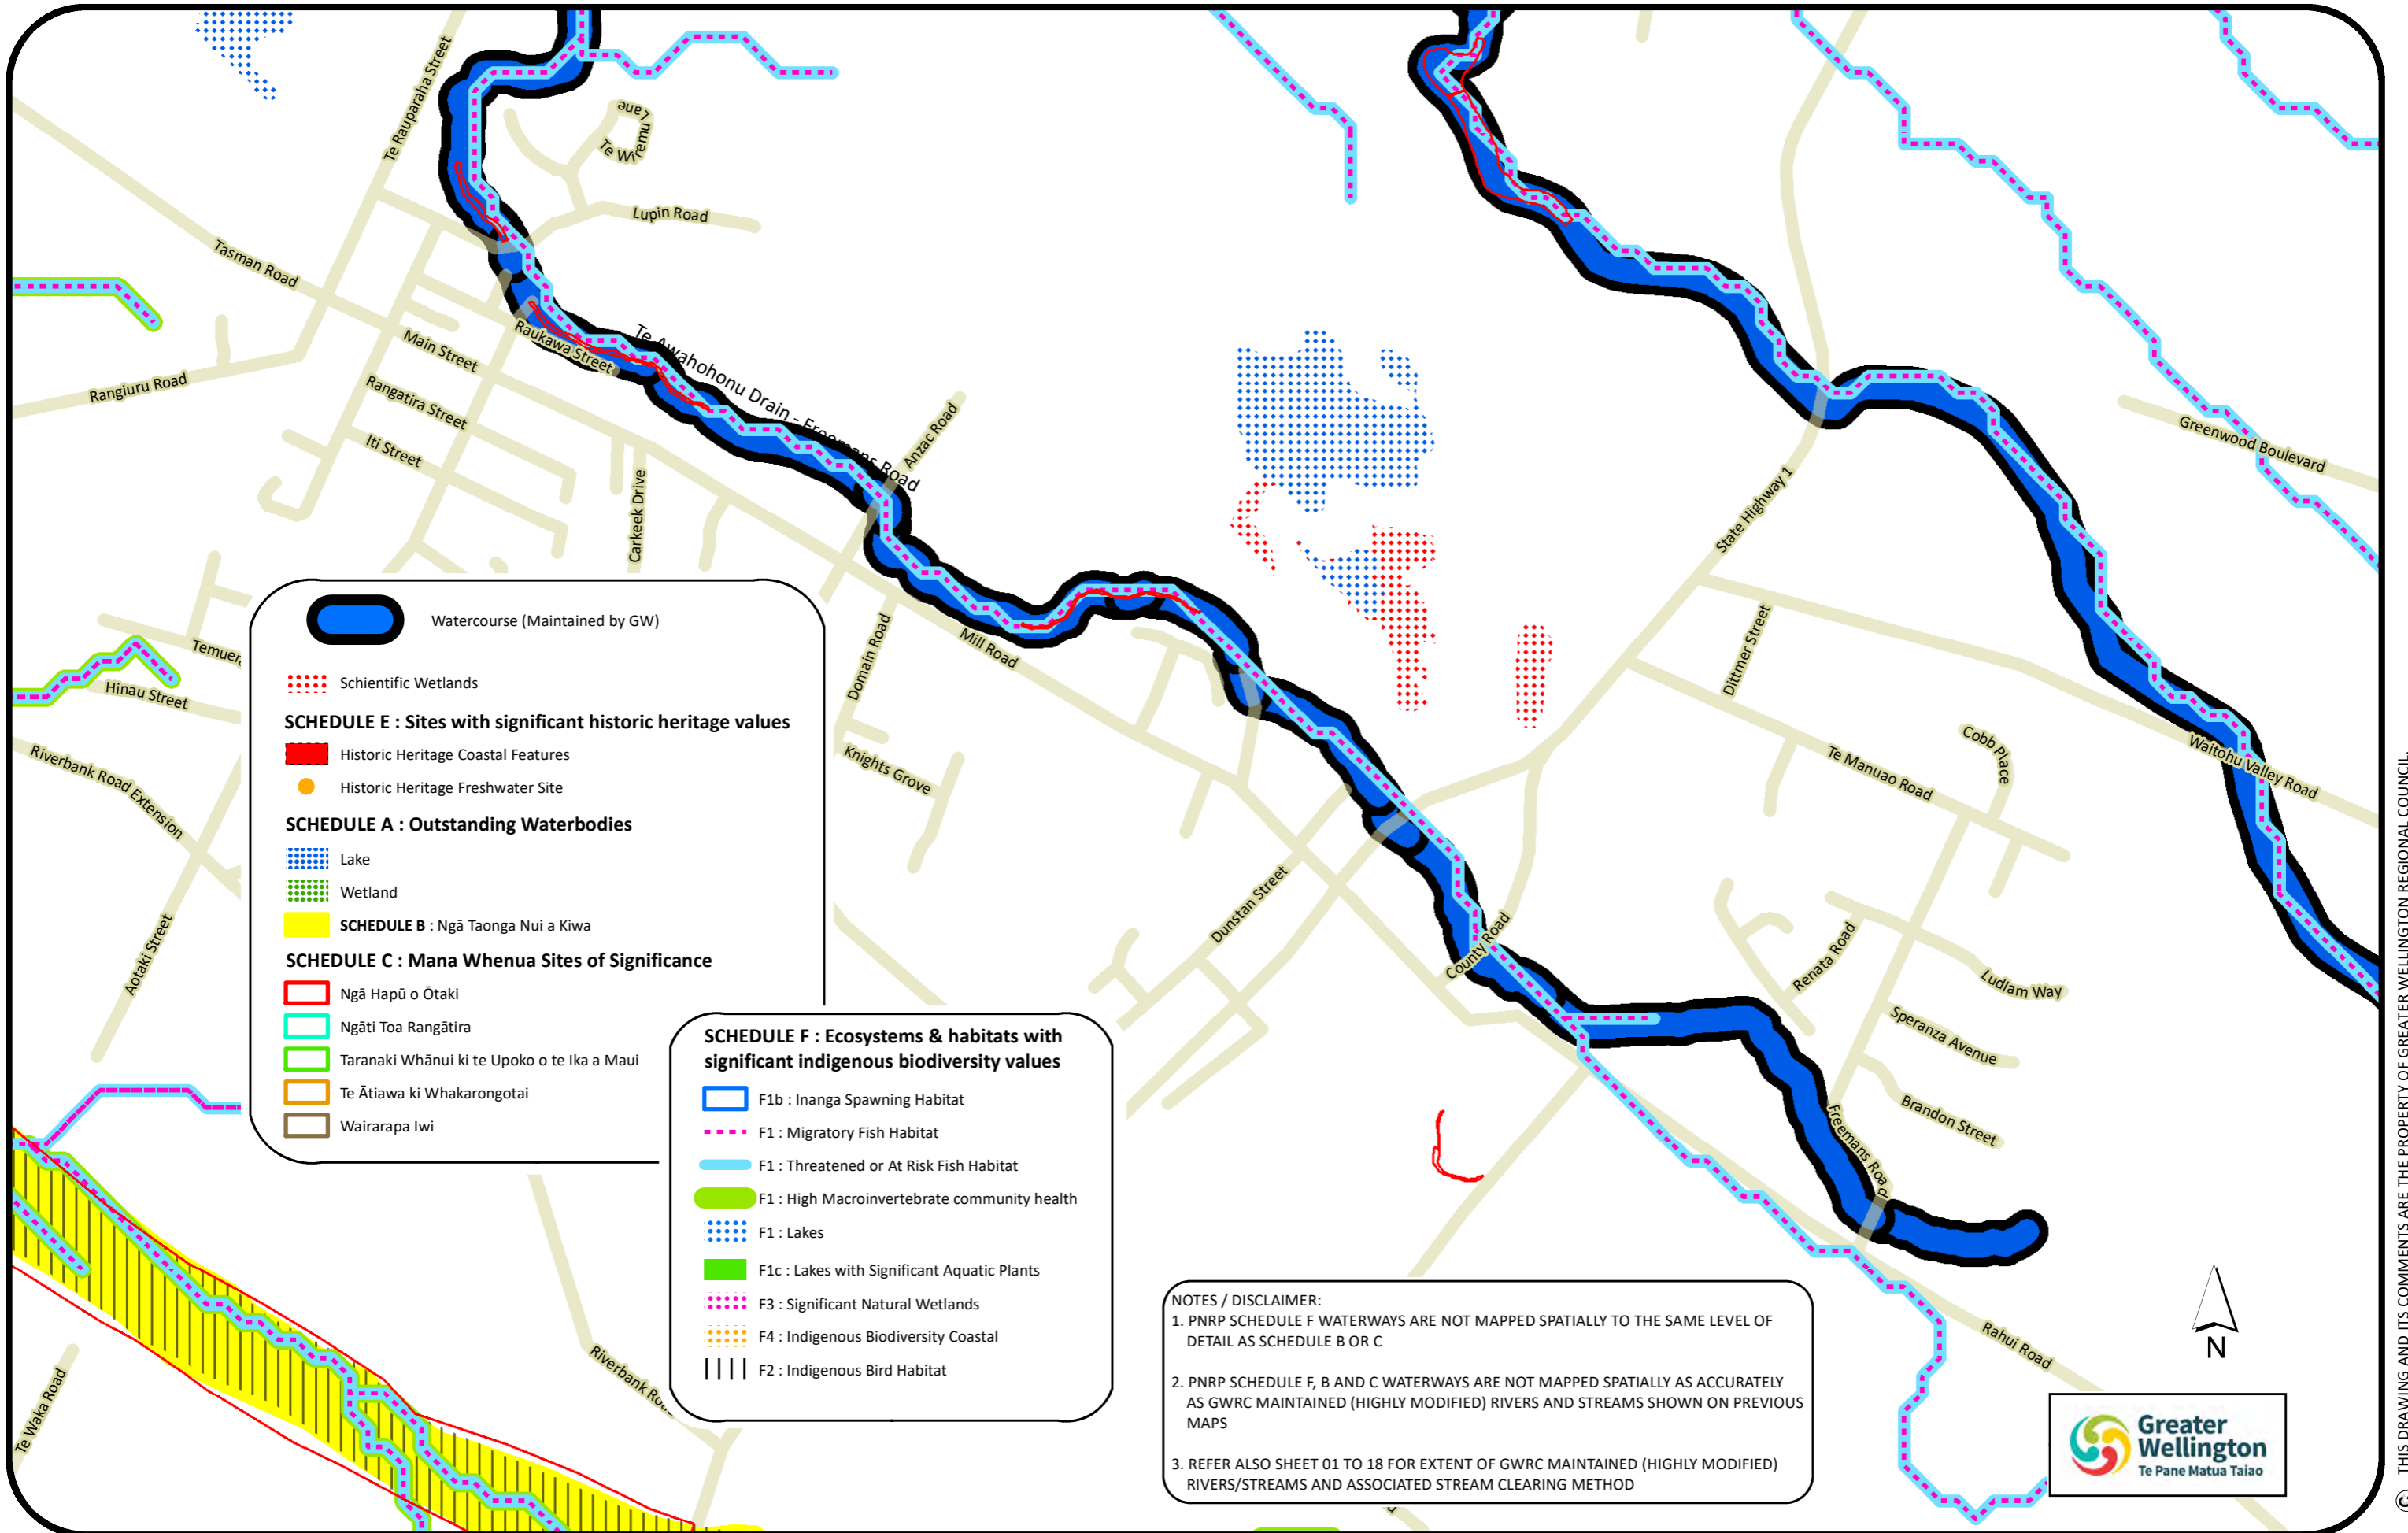 Te Rauparaha Street
Te Wiremu
Lane
Lupin Road
Tasman Road
Main Street
Raukawa Street
Te Awahohonu Drain - Freemans Road
Rangiuru Road
Rangatira Street
Iti Street
Carkeek Drive
Anzac Road
Greenwood Boulevard
State Highway 1
Domain Road
Mill Road
Dittmer Street
Te Manuao Road
Cobb Place
Waitohu Valley Road
Hinau Street
Riverbank Road Extension
Knights Grove
Aotaki Street
Dunstan Street
County Road
Renata Road
Ludlam Way
Speranza Avenue
Brandon Street
Freemans Road
Rahui Road
Te Waka Road
Watercourse (Maintained by GW)
Schientific Wetlands
SCHEDULE E : Sites with significant historic heritage values
Historic Heritage Coastal Features
Historic Heritage Freshwater Site
SCHEDULE A : Outstanding Waterbodies
Lake
Wetland
SCHEDULE B : Ngā Taonga Nui a Kiwa
SCHEDULE C : Mana Whenua Sites of Significance
Ngā Hapū o Ōtaki
Ngāti Toa Rangātira
Taranaki Whānui ki te Upoko o te Ika a Maui
Te Ātiawa ki Whakarongotai
Wairarapa Iwi
SCHEDULE F : Ecosystems & habitats with
significant indigenous biodiversity values
F1b : Inanga Spawning Habitat
F1 : Migratory Fish Habitat
F1 : Threatened or At Risk Fish Habitat
F1 : High Macroinvertebrate community health
F1 : Lakes
F1c : Lakes with Significant Aquatic Plants
F3 : Significant Natural Wetlands
F4 : Indigenous Biodiversity Coastal
F2 : Indigenous Bird Habitat
Riverbank
NOTES / DISCLAIMER:
1. PNRP SCHEDULE F WATERWAYS ARE NOT MAPPED SPATIALLY TO THE SAME LEVEL OF
DETAIL AS SCHEDULE B OR C
2. PNRP SCHEDULE F, B AND C WATERWAYS ARE NOT MAPPED SPATIALLY AS ACCURATELY
AS GWRC MAINTAINED (HIGHLY MODIFIED) RIVERS AND STREAMS SHOWN ON PREVIOUS
MAPS
3. REFER ALSO SHEET 01 TO 18 FOR EXTENT OF GWRC MAINTAINED (HIGHLY MODIFIED)
RIVERS/STREAMS AND ASSOCIATED STREAM CLEARING METHOD
N
Greater
Wellington
Te Pane Matua Taiao
© THIS DRAWING AND ITS COMMENTS ARE THE PROPERTY OF GREATER WELLINGTON REGIONAL COUNCIL.